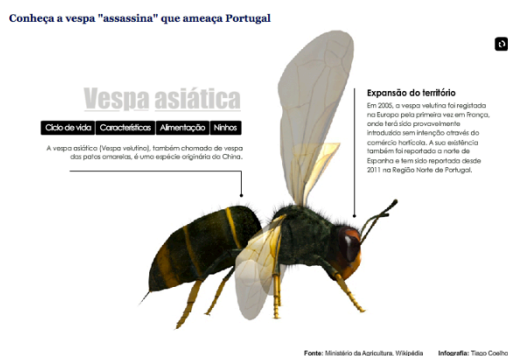 Conheça a vespa "assassina" que ameaça Portugal
Vespa asiática
Ciclo de vida Características Alimentação Ninhos
A vespa asiático (Vespa velutina), também chamado de vespa
das patas amarelas, é uma espécie originária da China.
Expansão do território
Em 2005, a vespa velutina foi registada
na Europa pela primeira vez em França,
onde terá sido provavelmente
introduzida sem intenção através do
comércio hortícola. A sua existência
também foi reportada a norte de
Espanha e tem sido reportada desde
2011 na Região Norte de Portugal.
Fonte: Ministério da Agricultura, Wikipédia Infografia: Tiago Coelho